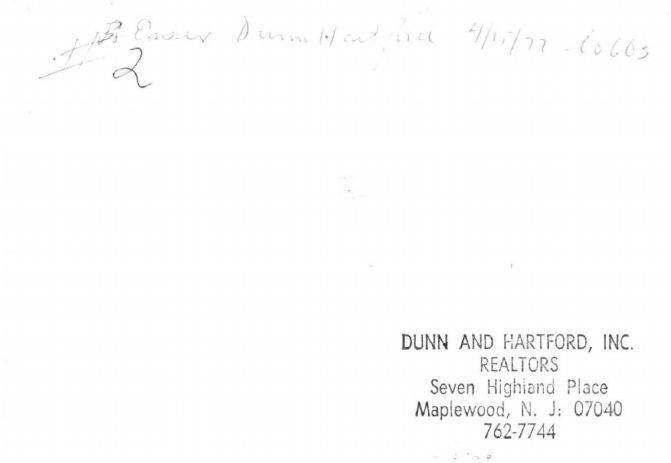 Dunn Hartford 4/15/77
#2
DUNN AND HARTFORD, INC.
REALTORS
Seven Highland Place
Maplewood, N. J: 07040
762-7744